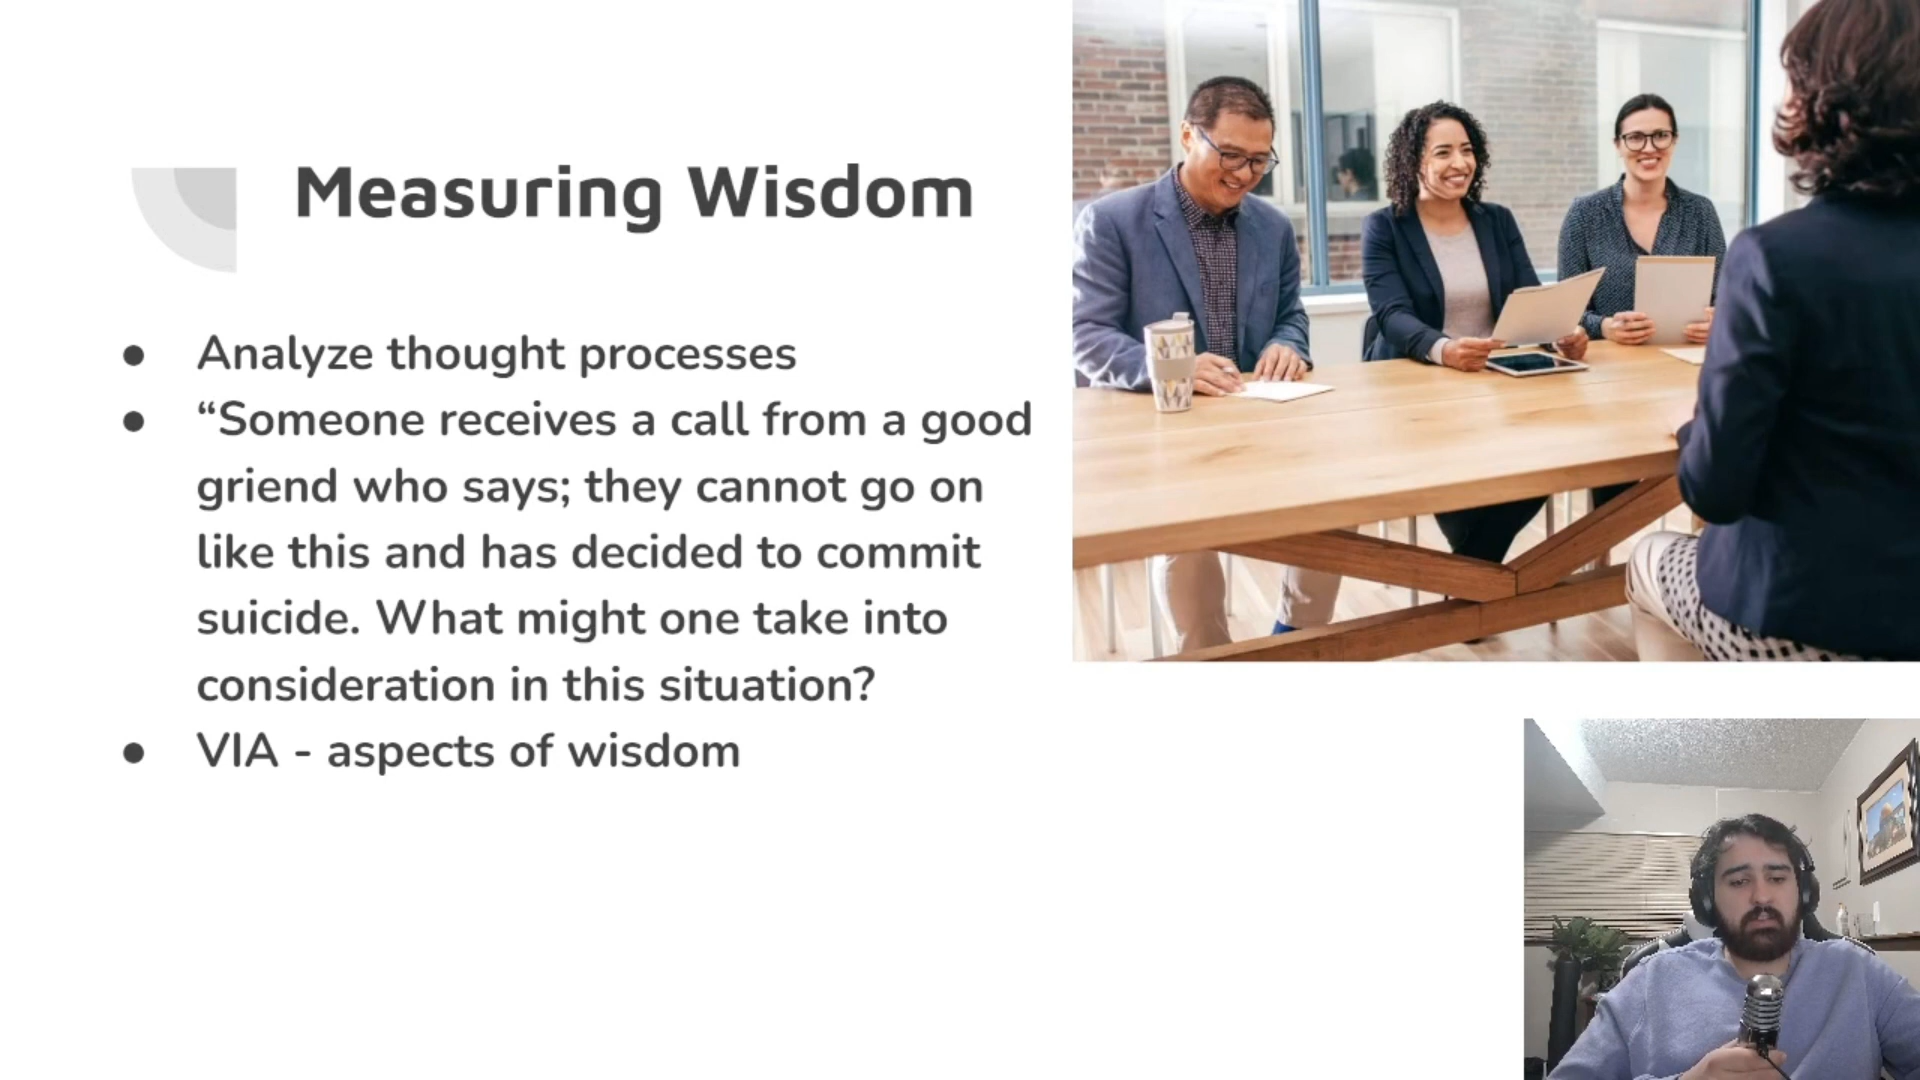 Measuring Wisdom
● Analyze thought processes
● “Someone receives a call from a good
griend who says; they cannot go on
like this and has decided to commit
suicide. What might one take into
consideration in this situation?
● VIA - aspects of wisdom